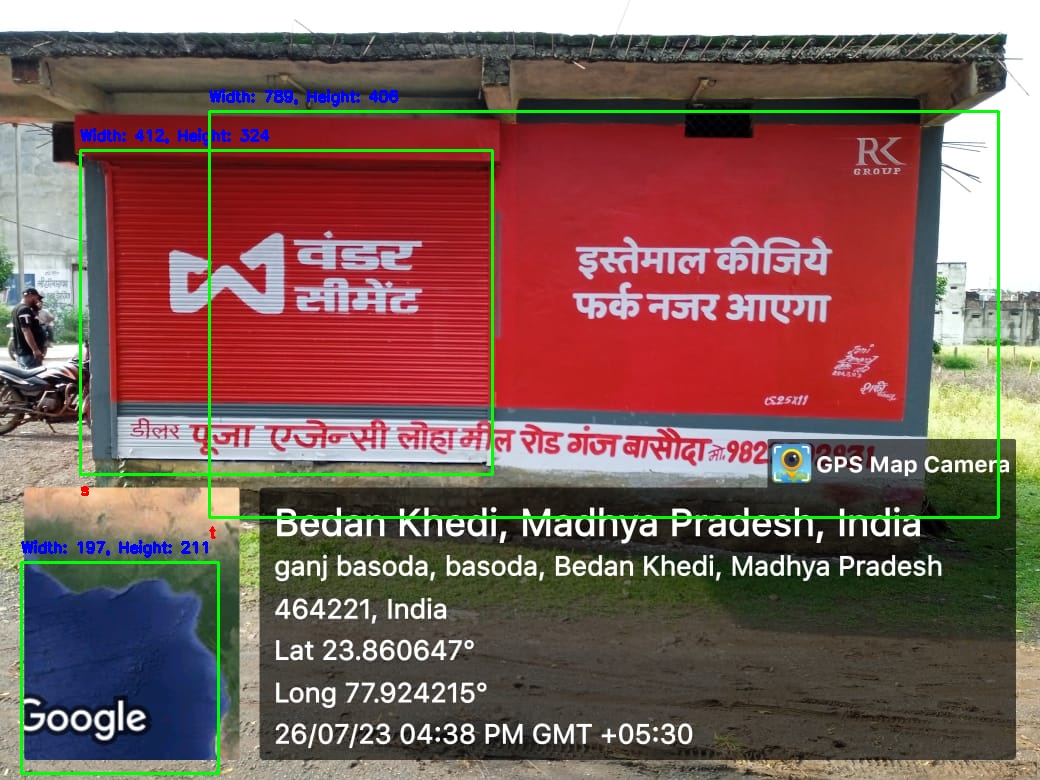 Width: 789, Height: 406
Width: 412, Height: 324
RK
GROUP
वंडर
सीमेंट
इस्तेमाल कीजिये
फर्क नजर आएगा
CS25X11
डीलर पूजा एजेन्सी लोहा मील रोड गंज बासौदा मो. 982
GPS Map Camera
s
t
Width: 197, Height: 211
Google
Bedan Khedi, Madhya Pradesh, India
ganj basoda, basoda, Bedan Khedi, Madhya Pradesh
464221, India
Lat 23.860647°
Long 77.924215°
26/07/23 04:38 PM GMT +05:30